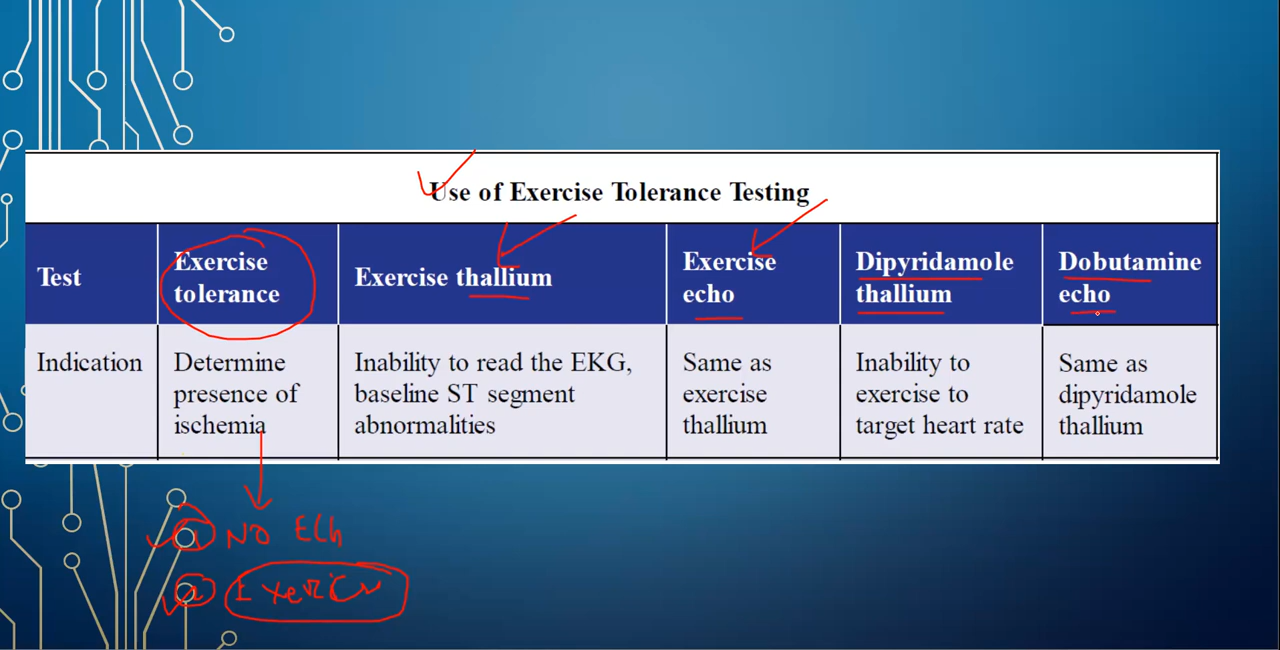 Use of Exercise Tolerance Testing
Test
Exercise
tolerance
Exercise thallium
Exercise
echo
Dipyridamole
thallium
Dobutamine
echo
Indication
Determine
presence of
ischemia
Inability to read the EKG,
baseline ST segment
abnormalities
Same as
exercise
thallium
Inability to
exercise to
target heart rate
Same as
dipyridamole
thallium
NO